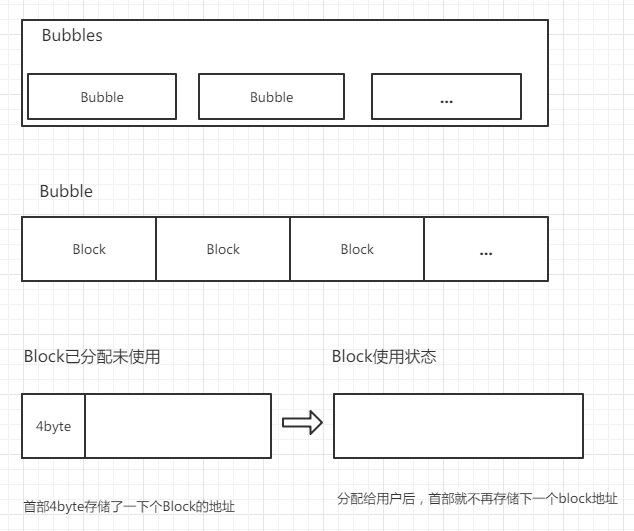 Bubbles
Bubble Bubble ...
Bubble
Block Block Block ...
Block已分配未使用 Block使用状态
4byte
首部4byte存储了一下个Block的地址
分配给用户后，首部就不再存储下一个block地址